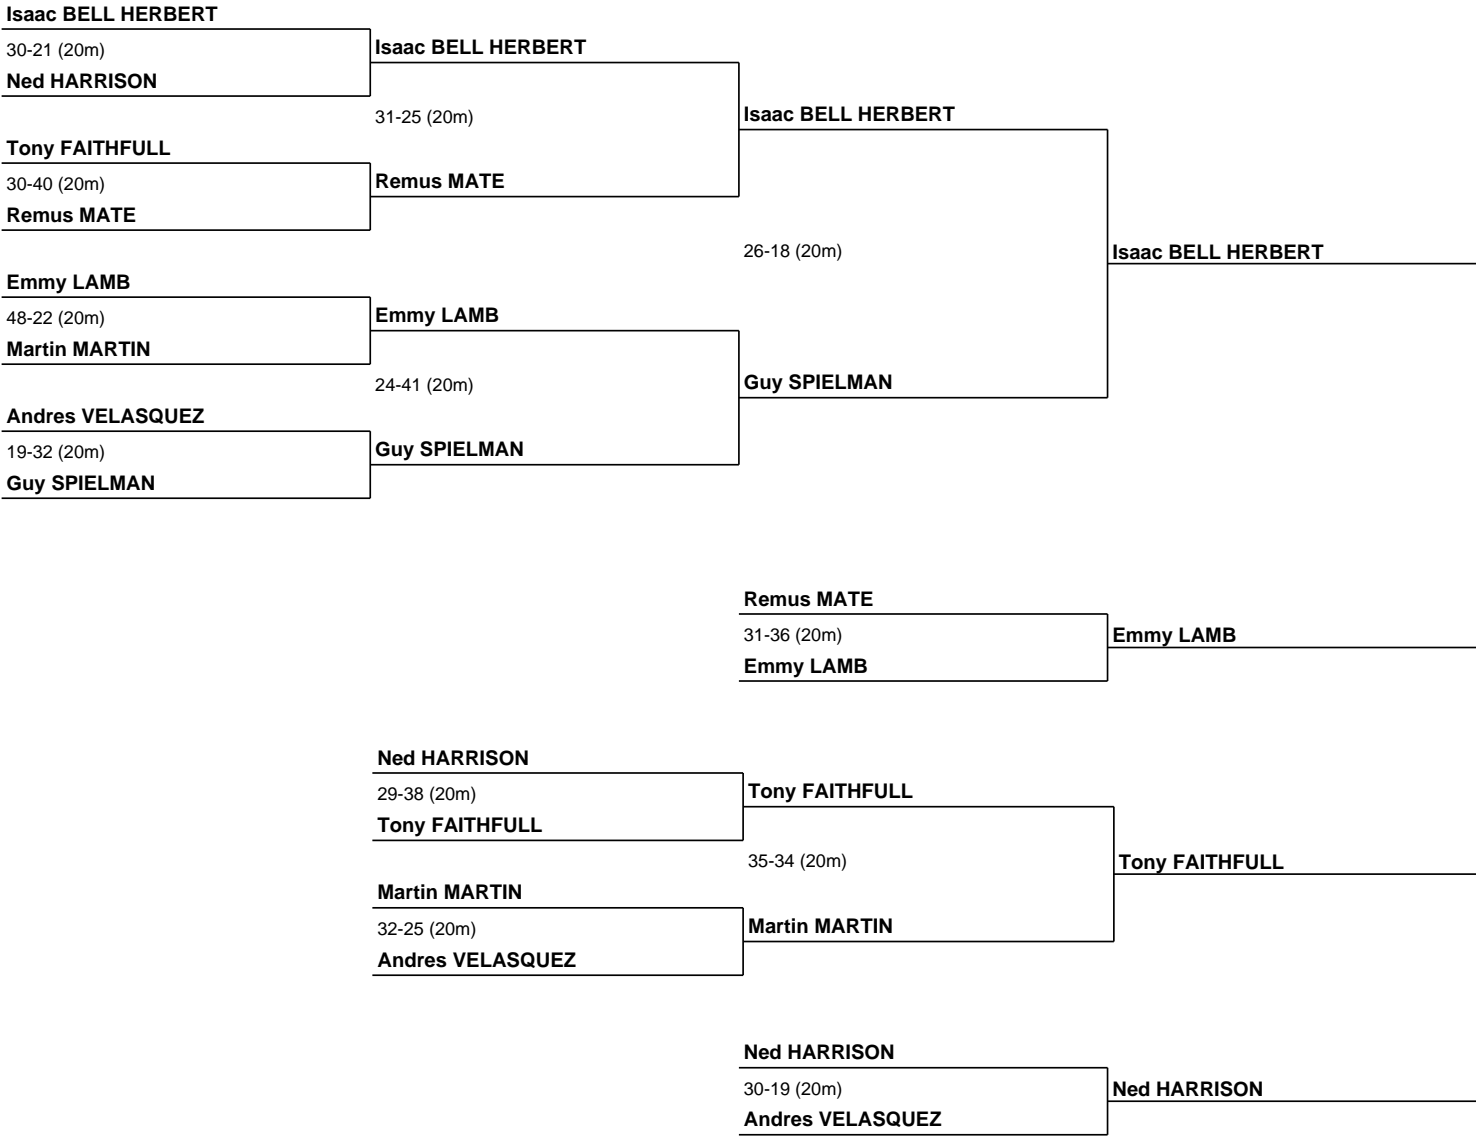 Isaac BELL HERBERT
30-21 (20m)
Ned HARRISON
Tony FAITHFULL
30-40 (20m)
Remus MATE
Emmy LAMB
48-22 (20m)
Martin MARTIN
Andres VELASQUEZ
19-32 (20m)
Guy SPIELMAN
Isaac BELL HERBERT
31-25 (20m)
Remus MATE
Emmy LAMB
24-41 (20m)
Guy SPIELMAN
Isaac BELL HERBERT
26-18 (20m)
Guy SPIELMAN
Isaac BELL HERBERT
Remus MATE
31-36 (20m)
Emmy LAMB
Emmy LAMB
Ned HARRISON
29-38 (20m)
Tony FAITHFULL
Martin MARTIN
32-25 (20m)
Andres VELASQUEZ
Tony FAITHFULL
35-34 (20m)
Martin MARTIN
Tony FAITHFULL
Ned HARRISON
30-19 (20m)
Andres VELASQUEZ
Ned HARRISON